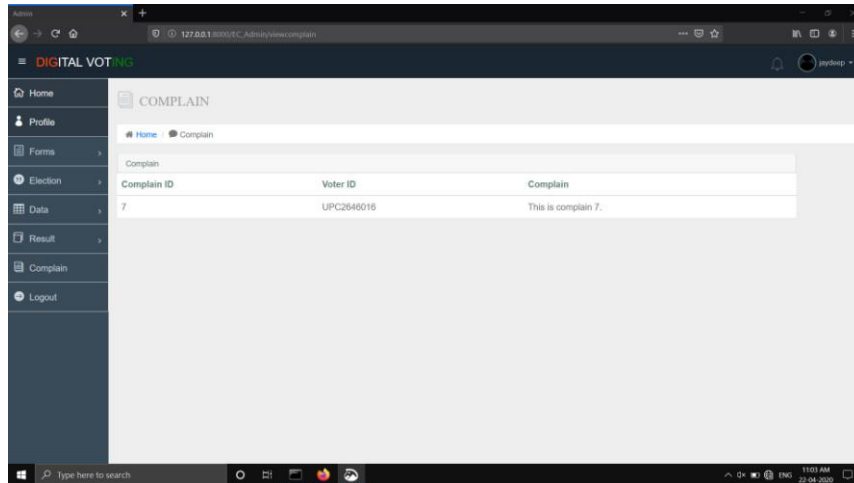 Admin
127.0.0.1:8000/EC_Admin/viewcomplain
DIGITAL VOTING
jaydeep
Home
Profile
Forms
Election
Data
Result
Complain
Logout
COMPLAIN
Home | Complain
Complain
Complain ID Voter ID Complain
7 UPC2646016 This is complain 7.
Type here to search
ENG
11:03 AM
22-04-2020